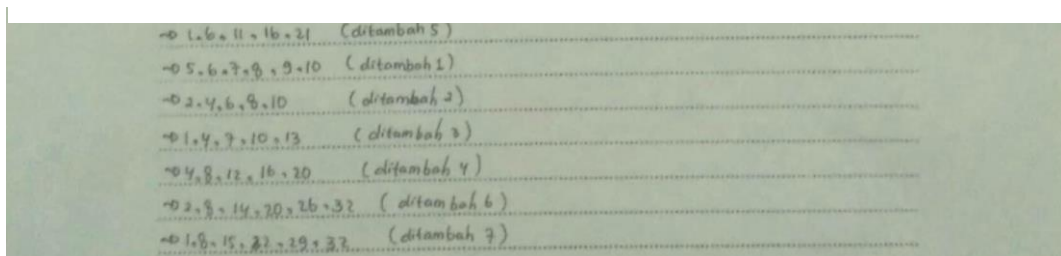 → 1, 6, 11, 16, 21 (ditambah 5)
→ 5, 6, 7, 8, 9, 10 (ditambah 1)
→ 2, 4, 6, 8, 10 (ditambah 2)
→ 1, 4, 7, 10, 13 (ditambah 3)
→ 4, 8, 12, 16, 20 (ditambah 4)
→ 2, 8, 14, 20, 26, 32 (ditambah 6)
→ 1, 8, 15, 22, 29, 37 (ditambah 7)